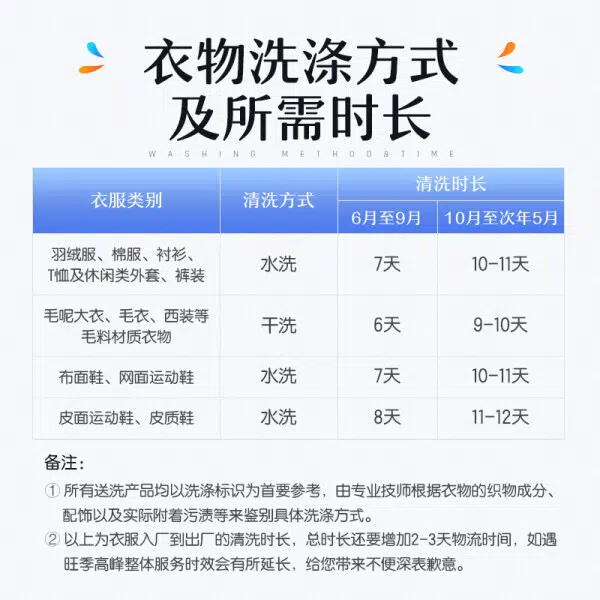 衣物洗涤方式
及所需时长
WASHING METHOD&TIME
衣服类别
清洗方式
清洗时长
6月至9月
10月至次年5月
羽绒服、棉服、衬衫、
T恤及休闲类外套、裤装
水洗
7天
10-11天
毛呢大衣、毛衣、西装等
毛料材质衣物
干洗
6天
9-10天
布面鞋、网面运动鞋
水洗
7天
10-11天
皮面运动鞋、皮质鞋
水洗
8天
11-12天
备注：
① 所有送洗产品均以洗涤标识为首要参考，由专业技师根据衣物的织物成分、
配饰以及实际附着污渍等来鉴别具体洗涤方式。
② 以上为衣服入厂到出厂的清洗时长，总时长还要增加2-3天物流时间，如遇
旺季高峰整体服务时效会有所延长，给您带来不便深表歉意。